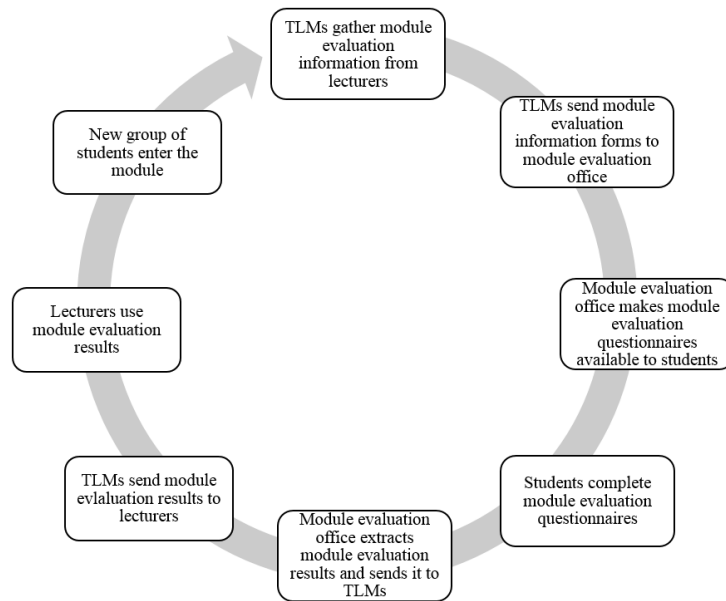 TLMs gather module
evaluation
information from
lecturers
TLMs send module
evaluation
information forms to
module evaluation
office
Module evaluation
office makes module
evaluation
questionnaires
available to students
Students complete
module evaluation
questionnaires
Module evaluation
office extracts
module evaluation
results and sends it to
TLMs
TLMs send module
evlaluation results to
lecturers
Lecturers use
module evaluation
results
New group of
students enter the
module